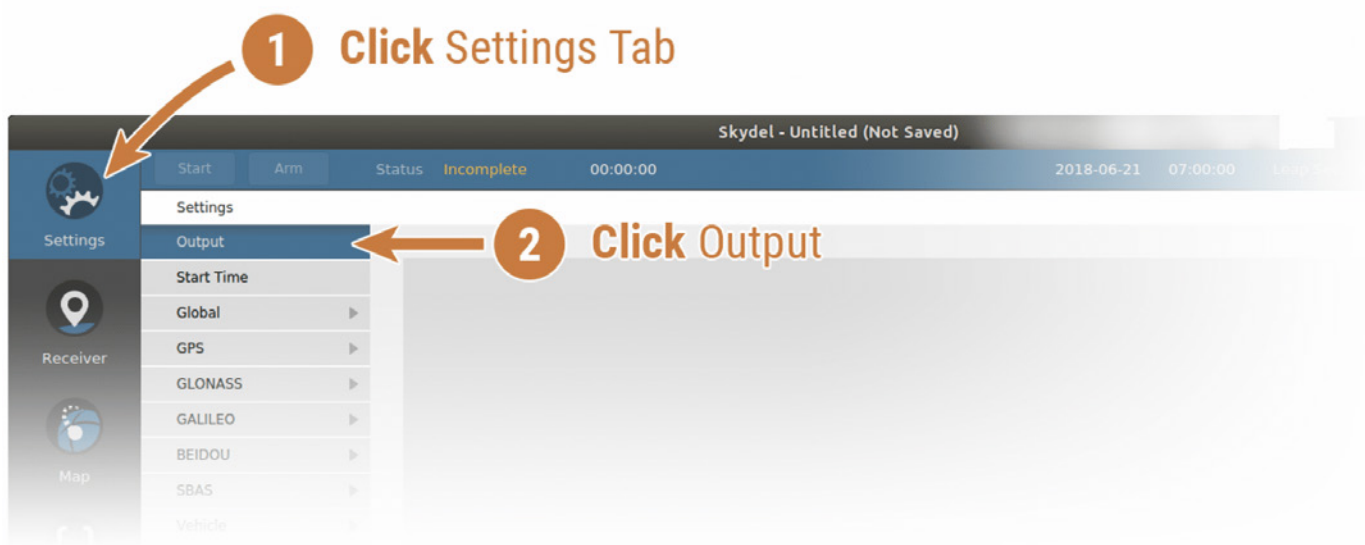 1 Click Settings Tab
Skydel - Untitled (Not Saved)
Start Arm Status Incomplete 00:00:00 2018-06-21 07:00:00 Leap
Settings
Settings
Output
2 Click Output
Start Time
Global
GPS
Receiver
GLONASS
GALILEO
BEIDOU
Map
SBAS
Vehicle